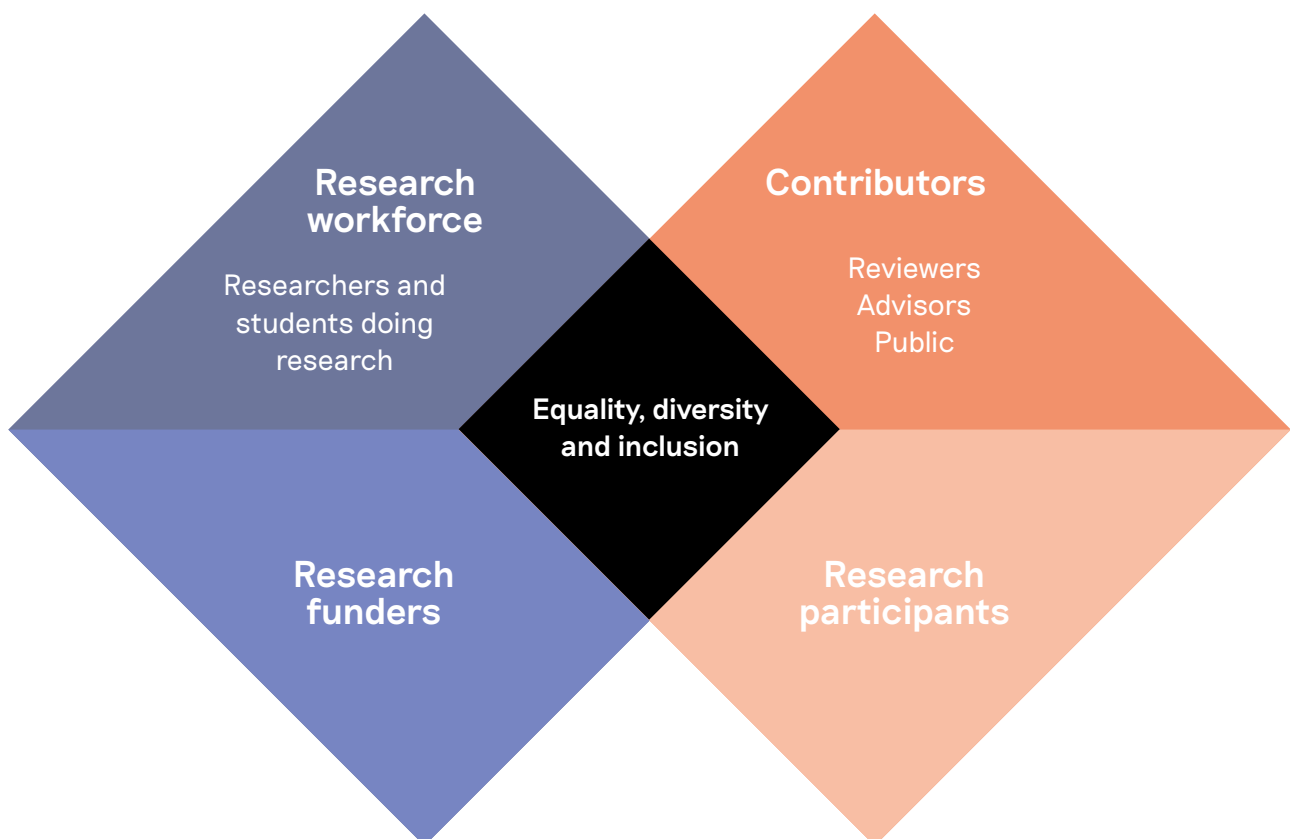 Research
workforce
Researchers and
students doing
research
Contributors
Reviewers
Advisors
Public
Equality, diversity
and inclusion
Research
funders
Research
participants